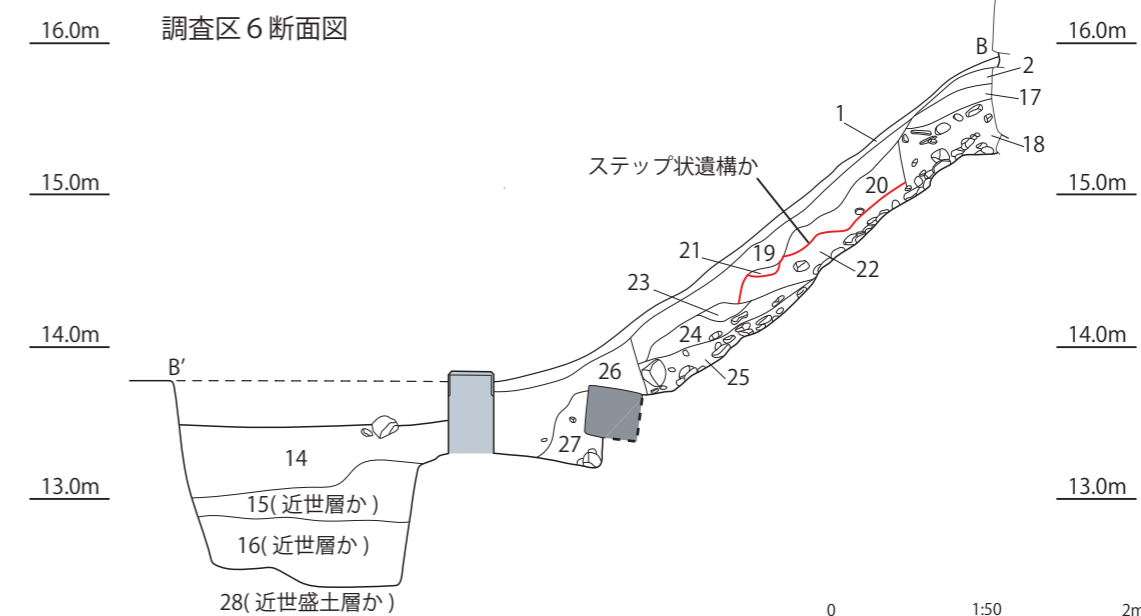 調査区6断面図
16.0m
16.0m
B
2
17
1
18
ステップ状遺構か
15.0m
20
15.0m
21
19
22
23
14.0m
24
14.0m
B’
26
25
27
14
13.0m
15(近世層か)
13.0m
16(近世層か)
28(近世盛土層か)
0 1:50 2m